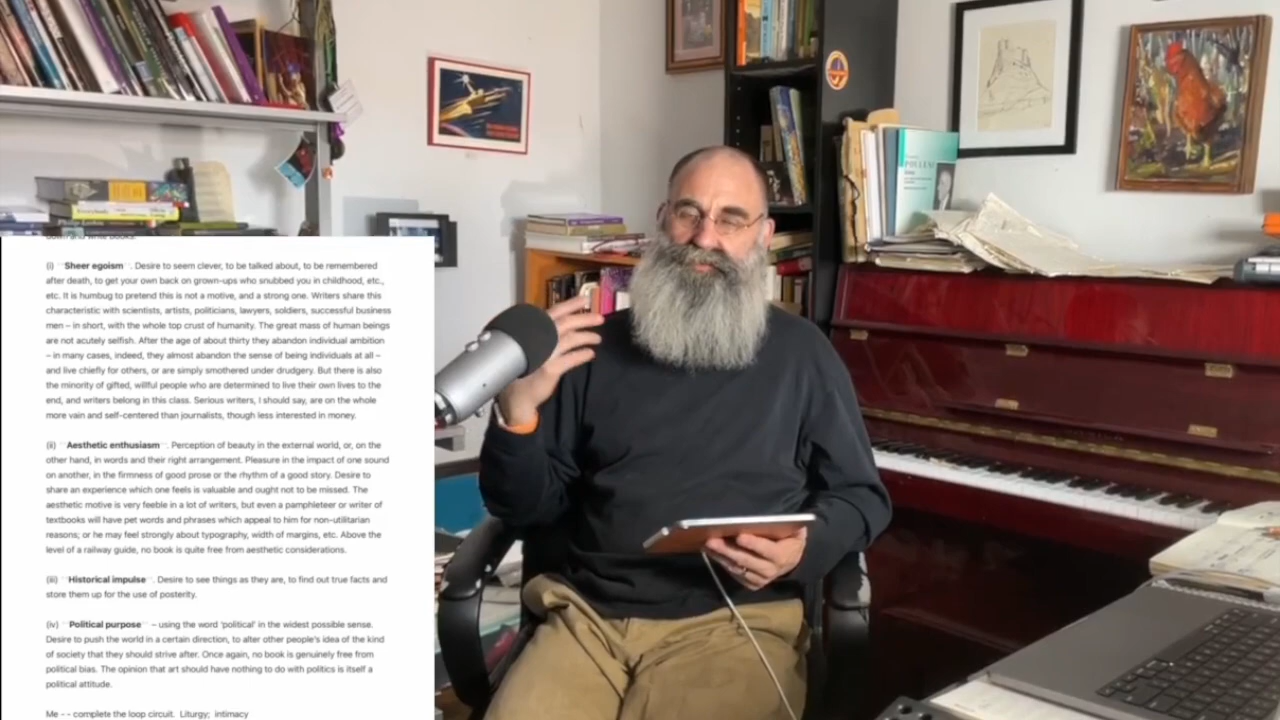 POULENC
down and write books.
(i) Sheer egoism. Desire to seem clever, to be talked about, to be remembered
after death, to get your own back on grown-ups who snubbed you in childhood, etc.,
etc. It is humbug to pretend this is not a motive, and a strong one. Writers share this
characteristic with scientists, artists, politicians, lawyers, soldiers, successful business
men – in short, with the whole top crust of humanity. The great mass of human beings
are not acutely selfish. After the age of about thirty they abandon individual ambition
– in many cases, indeed, they almost abandon the sense of being individuals at all –
and live chiefly for others, or are simply smothered under drudgery. But there is also
the minority of gifted, willful people who are determined to live their own lives to the
end, and writers belong in this class. Serious writers, I should say, are on the whole
more vain and self-centered than journalists, though less interested in money.
(ii) Aesthetic enthusiasm. Perception of beauty in the external world, or, on the
other hand, in words and their right arrangement. Pleasure in the impact of one sound
on another, in the firmness of good prose or the rhythm of a good story. Desire to
share an experience which one feels is valuable and ought not to be missed. The
aesthetic motive is very feeble in a lot of writers, but even a pamphleteer or writer of
textbooks will have pet words and phrases which appeal to him for non-utilitarian
reasons; or he may feel strongly about typography, width of margins, etc. Above the
level of a railway guide, no book is quite free from aesthetic considerations.
(iii) Historical impulse. Desire to see things as they are, to find out true facts and
store them up for the use of posterity.
(iv) Political purpose – using the word 'political' in the widest possible sense.
Desire to push the world in a certain direction, to alter other people's idea of the kind
of society that they should strive after. Once again, no book is genuinely free from
political bias. The opinion that art should have nothing to do with politics is itself a
political attitude.
Me - - complete the loop circuit. Liturgy; intimacy